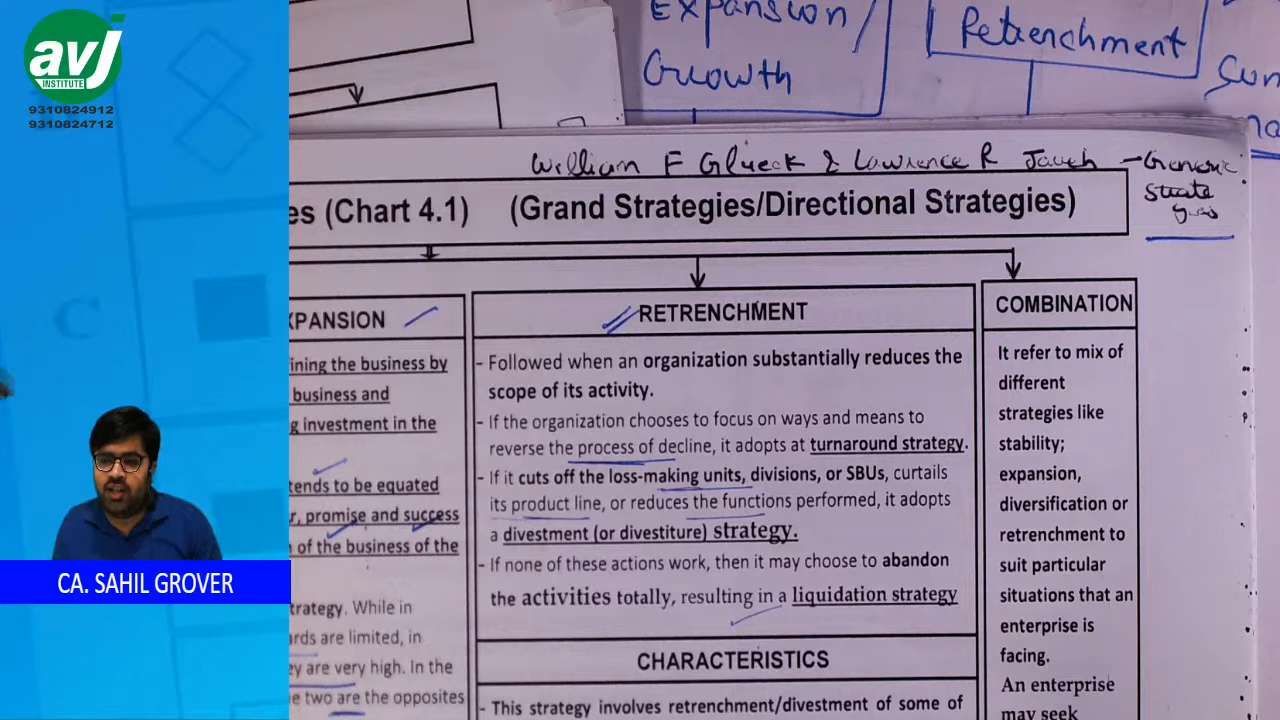 avj
INSTITUTE
9310824912
9310824712
CA. SAHIL GROVER
Expansion/
Growth
Retrenchment
William F Glueck & Lawrence R Jauch - Generic
Strate
gies
es (Chart 4.1) (Grand Strategies/Directional Strategies)
XPANSION
ining the business by
business and
g investment in the
tends to be equated
r, promise and success
n of the business of the
trategy. While in
ards are limited, in
ey are very high. In the
e two are the opposites
RETRENCHMENT
- Followed when an organization substantially reduces the
scope of its activity.
- If the organization chooses to focus on ways and means to
reverse the process of decline, it adopts at turnaround strategy.
- If it cuts off the loss-making units, divisions, or SBUs, curtails
its product line, or reduces the functions performed, it adopts
a divestment (or divestiture) strategy.
- If none of these actions work, then it may choose to abandon
the activities totally, resulting in a liquidation strategy
CHARACTERISTICS
- This strategy involves retrenchment/divestment of some of
COMBINATION
It refer to mix of
different
strategies like
stability;
expansion,
diversification or
retrenchment to
suit particular
situations that an
enterprise is
facing.
An enterprise
may seek